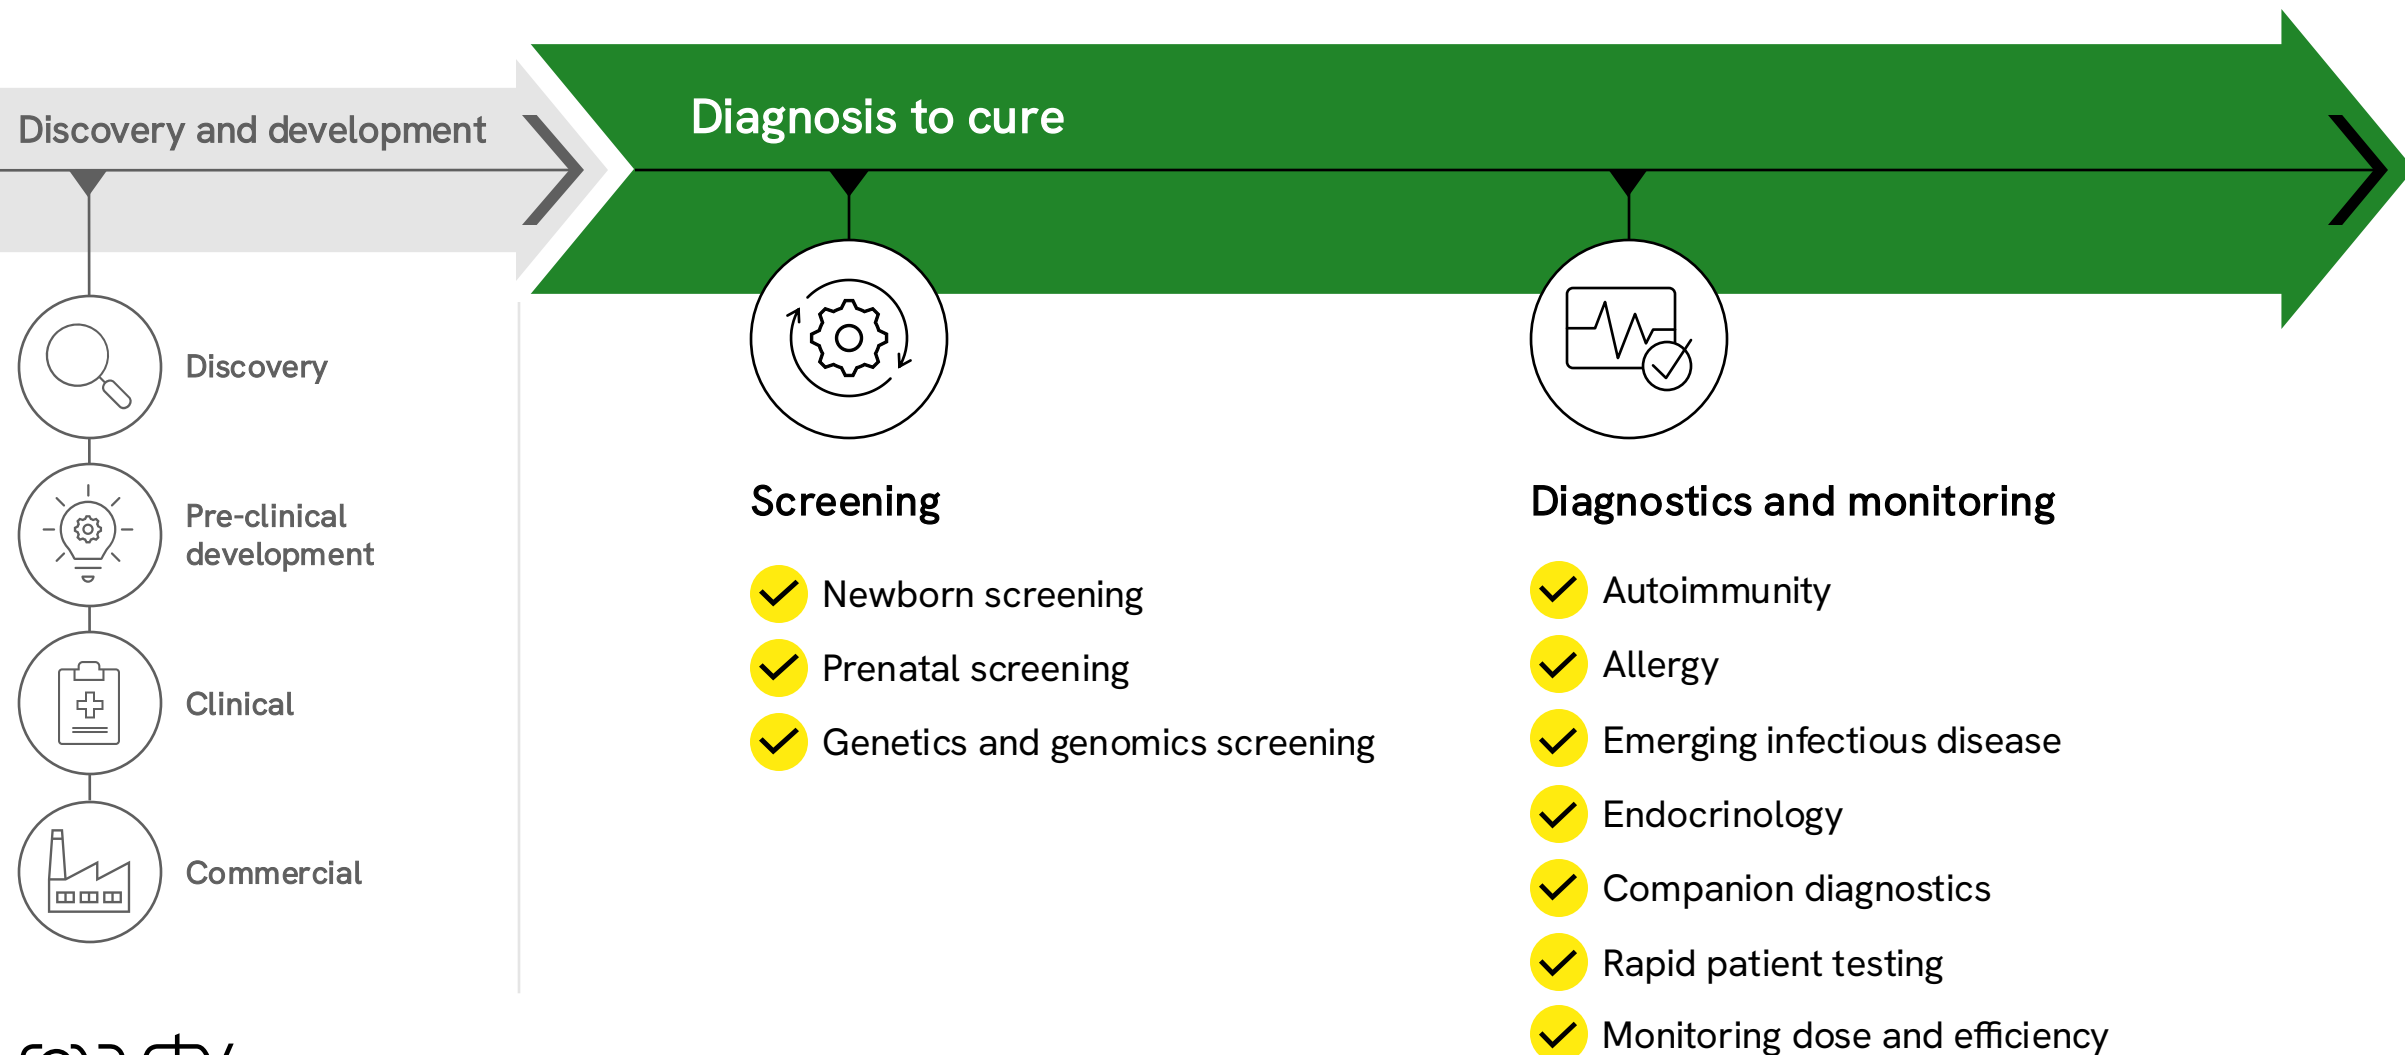 Discovery and development
Discovery
Pre-clinical
development
Clinical
Commercial
Diagnosis to cure
Screening
Newborn screening
Prenatal screening
Genetics and genomics screening
Diagnostics and monitoring
Autoimmunity
Allergy
Emerging infectious disease
Endocrinology
Companion diagnostics
Rapid patient testing
Monitoring dose and efficiency